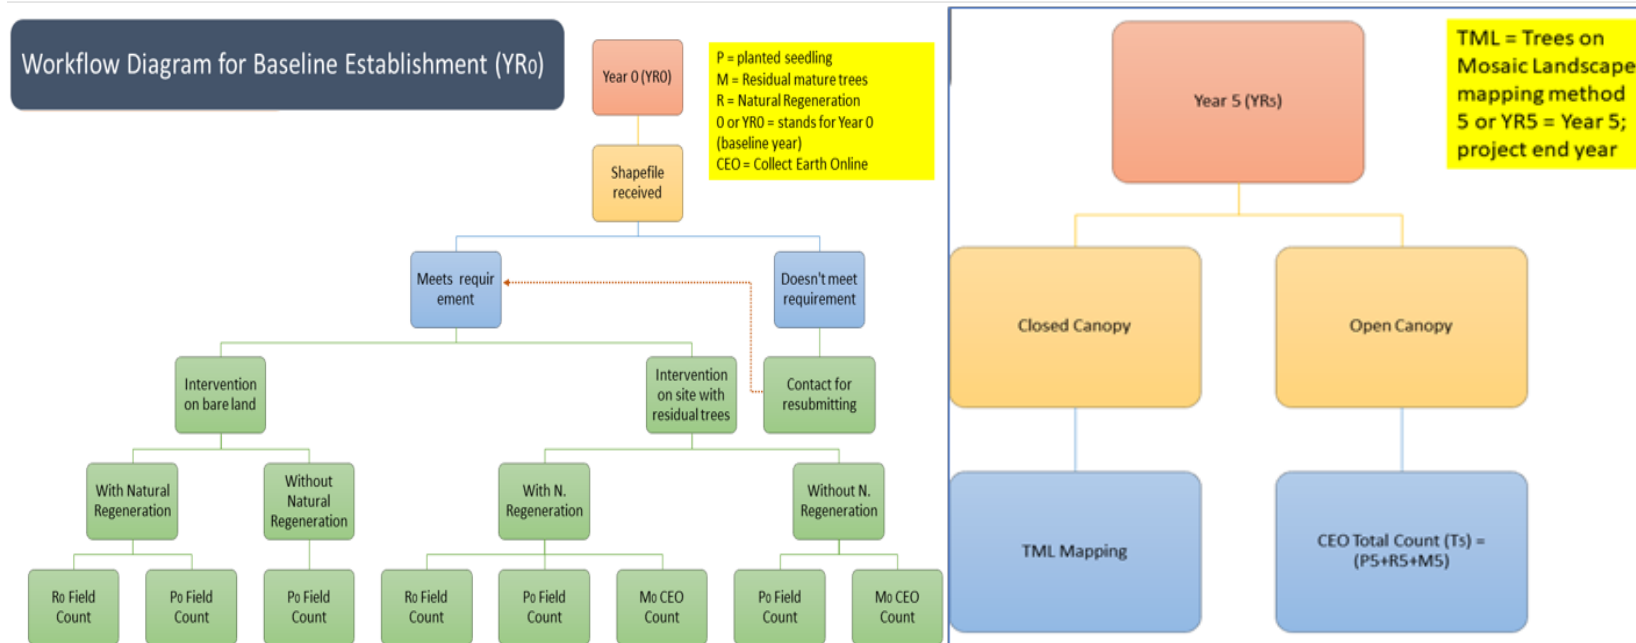 Workflow Diagram for Baseline Establishment (YR0)
Year 0 (YR0)
P = planted seedling
M = Residual mature trees
R = Natural Regeneration
0 or YR0 = stands for Year 0
(baseline year)
CEO = Collect Earth Online
Shapefile
received
Meets requir
ement
Doesn't meet
requirement
Intervention
on bare land
Intervention
on site with
residual trees
Contact for
resubmitting
With Natural
Regeneration
Without
Natural
Regeneration
With N.
Regeneration
Without N.
Regeneration
R0 Field
Count
P0 Field
Count
P0 Field
Count
R0 Field
Count
P0 Field
Count
M0 CEO
Count
P0 Field
Count
M0 CEO
Count
Year 5 (YR5)
TML = Trees on
Mosaic Landscape
mapping method
5 or YR5 = Year 5;
project end year
Closed Canopy
Open Canopy
TML Mapping
CEO Total Count (T5) =
(P5+R5+M5)